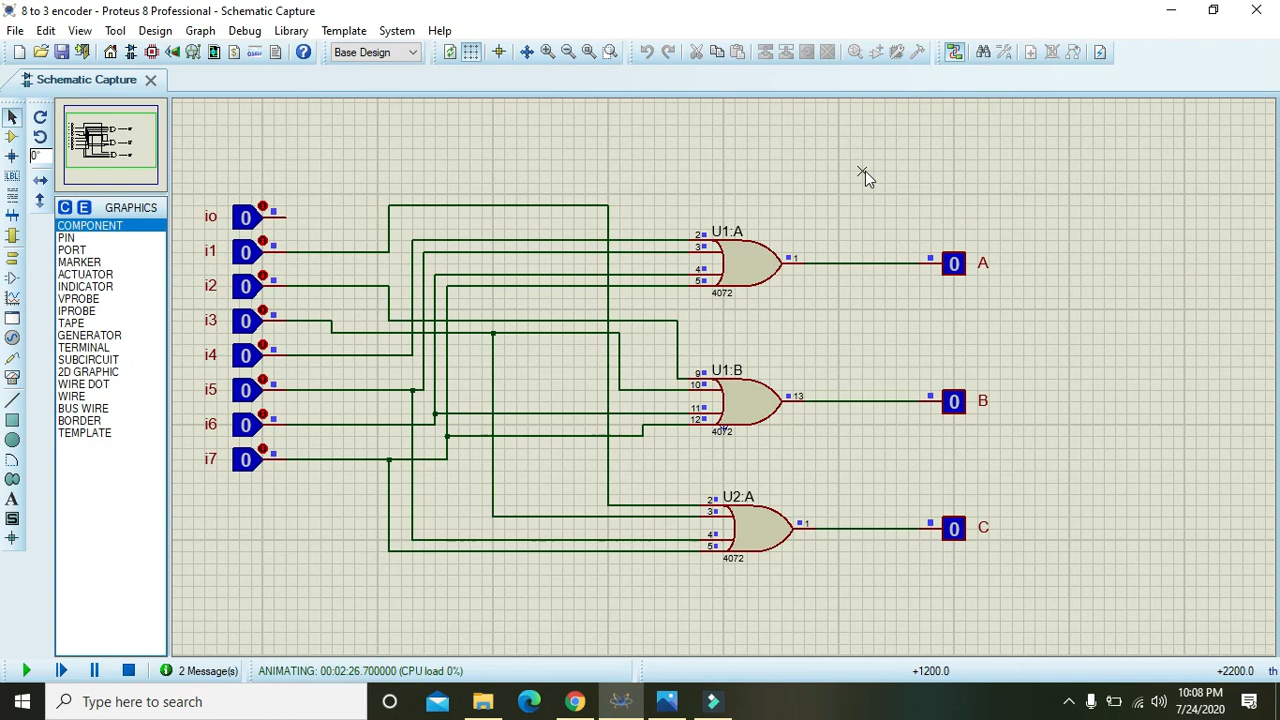 8 to 3 encoder - Proteus 8 Professional - Schematic Capture
File Edit View Tool Design Graph Debug Library Template System Help
Base Design
Schematic Capture
0°
C E GRAPHICS
COMPONENT
PIN
PORT
MARKER
ACTUATOR
INDICATOR
VPROBE
IPROBE
TAPE
GENERATOR
TERMINAL
SUBCIRCUIT
2D GRAPHIC
WIRE DOT
WIRE
BUS WIRE
BORDER
TEMPLATE
io 0
i1 0
i2 0
i3 0
i4 0
i5 0
i6 0
i7 0
U1:A
2
3
4
5
1
4072
0 A
U1:B
9
10
11
12
13
4072
0 B
U2:A
2
3
4
5
1
4072
0 C
2 Message(s) ANIMATING: 00:02:26.700000 (CPU load 0%) +1200.0 +2200.0 th
Type here to search
10:08 PM
7/24/2020